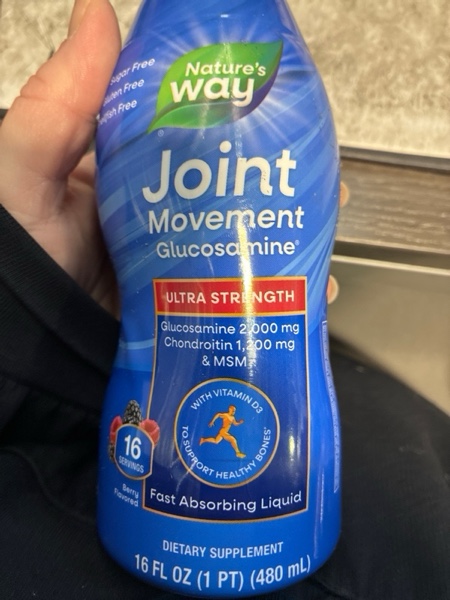 Sugar Free
Gluten Free
Shellfish Free
Nature's
way
Joint
Movement
Glucosamine®
ULTRA STRENGTH
Glucosamine 2,000 mg
Chondroitin 1,200 mg
& MSM
WITH VITAMIN D3
TO SUPPORT HEALTHY BONES*
16
SERVINGS
Berry
Flavored
Fast Absorbing Liquid
DIETARY SUPPLEMENT
16 FL OZ (1 PT) (480 mL)